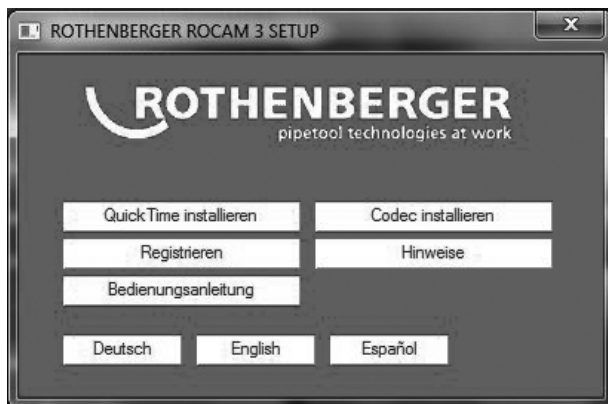 ROTHENBERGER ROCAM 3 SETUP
X
ROTHENBERGER
pipetool technologies at work
QuickTime installieren
Codec installieren
Registrieren
Hinweise
Bedienungsanleitung
Deutsch
English
Español